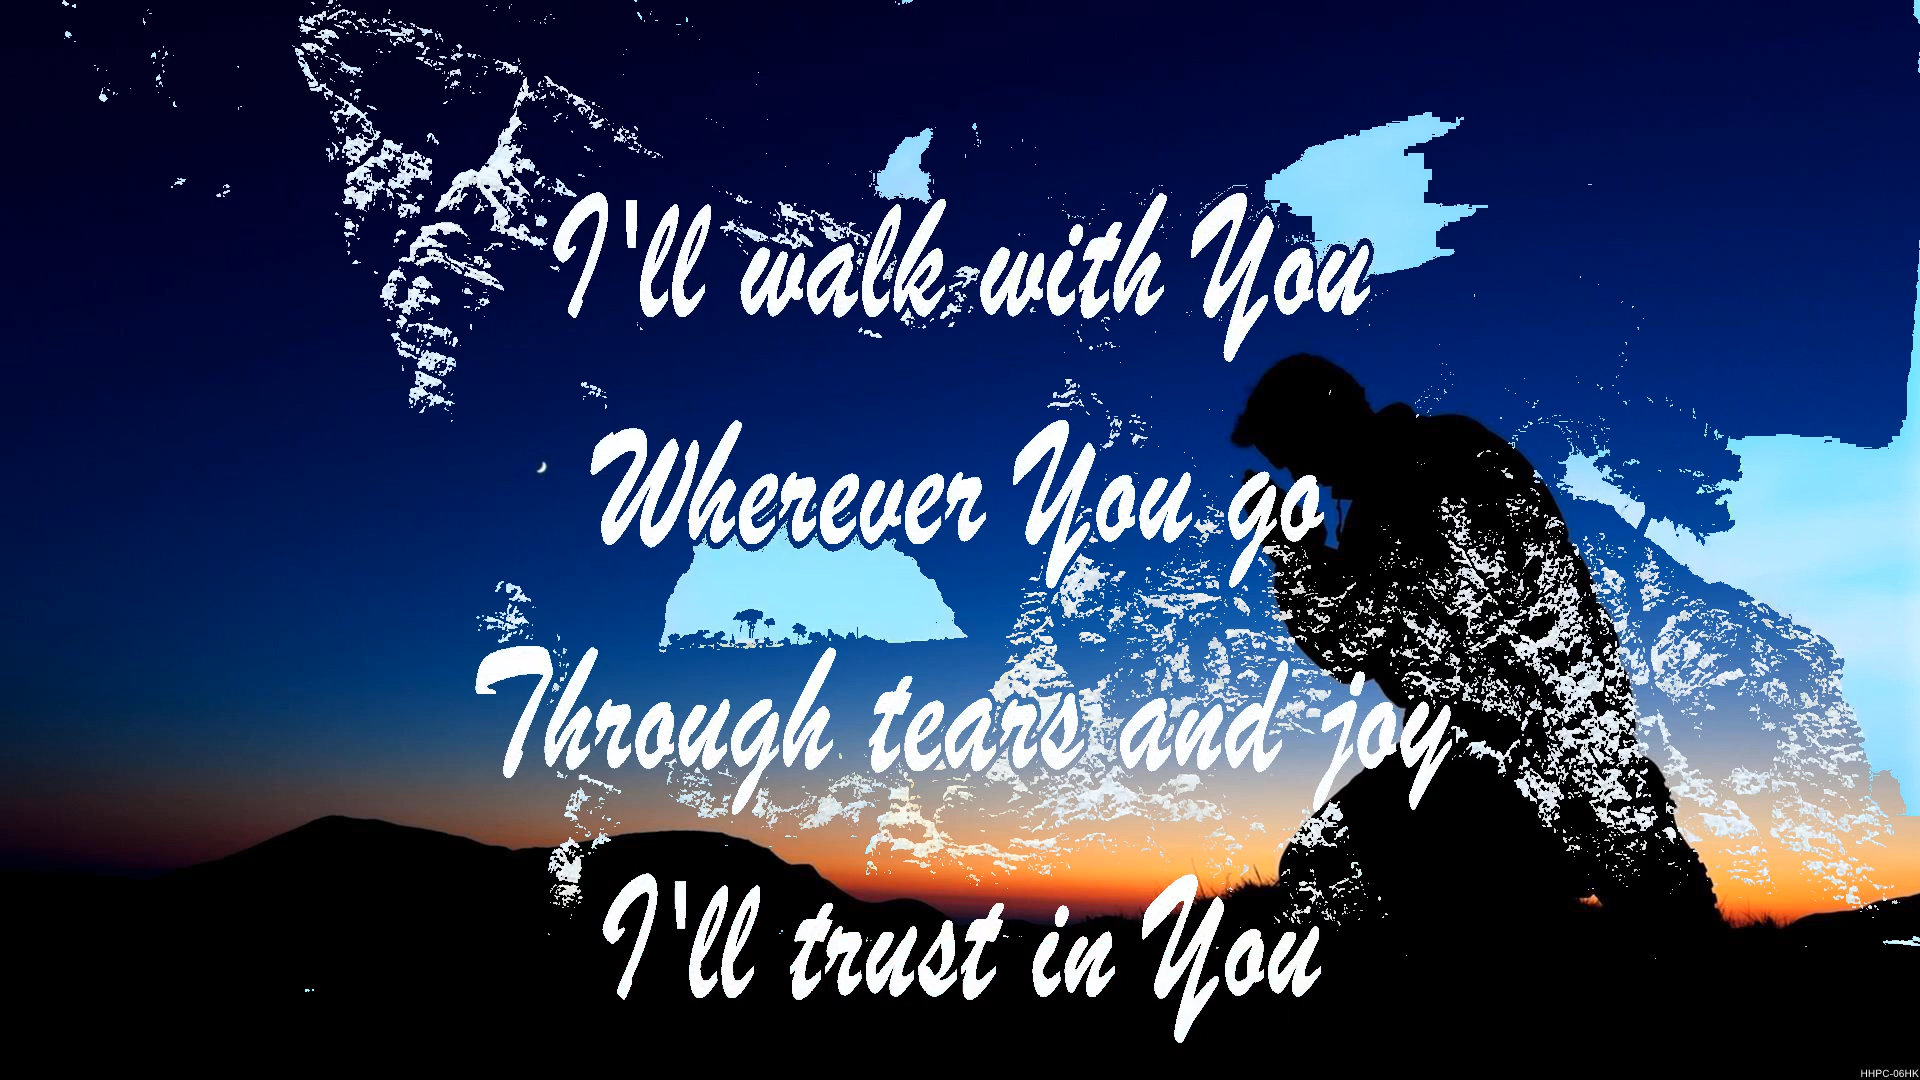 I'll walk with You
Wherever You go
Through tears and joy
I'll trust in You
HHPC-06HK